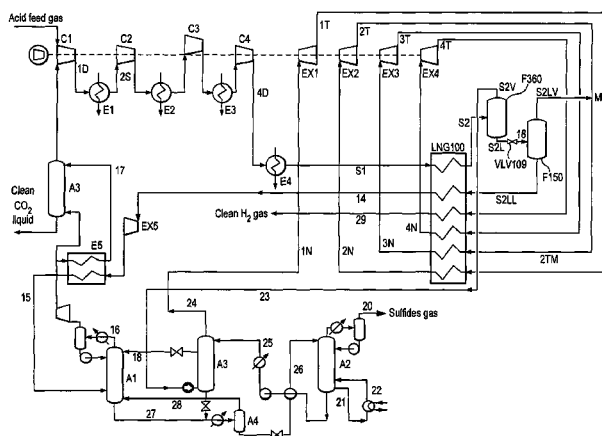 Acid feed gas
C1
C2
C3
C4
1T
2T
3T
4T
1D
2S
4D
EX1
EX2
EX3
EX4
E1
E2
E3
E4
S2V
F360
S2LV
S2
S2L
18
VLV109
F150
LNG100
S1
14
S2LL
Clean H2 gas
29
4N
3N
2N
1N
2TM
A3
17
Clean
CO2
liquid
EX5
E5
15
23
24
16
18
A1
A3
25
26
20
Sulfides gas
A2
21
22
27
28
A4